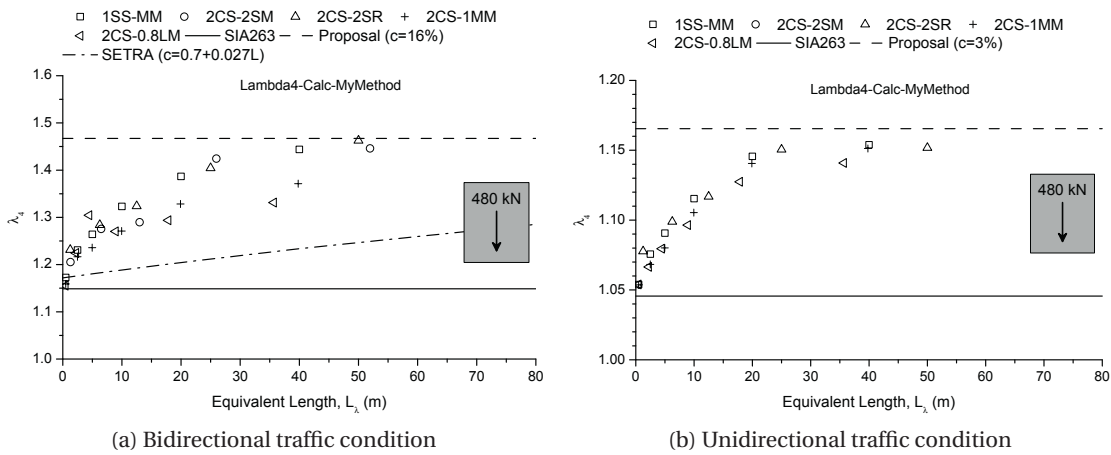 1SS-MM 2CS-2SM 2CS-2SR 2CS-1MM
2CS-0.8LM SIA263 Proposal (c=16%)
SETRA (c=0.7+0.027L)
Lambda4-Calc-MyMethod
1.6
1.5
1.4
1.3
1.2
1.1
1.0
λ4
480 kN
0 10 20 30 40 50 60 70 80
Equivalent Length, Lλ (m)
(a) Bidirectional traffic condition
1SS-MM 2CS-2SM 2CS-2SR 2CS-1MM
2CS-0.8LM SIA263 Proposal (c=3%)
Lambda4-Calc-MyMethod
1.20
1.15
1.10
1.05
1.00
λ4
480 kN
0 10 20 30 40 50 60 70 80
Equivalent Length, Lλ (m)
(b) Unidirectional traffic condition